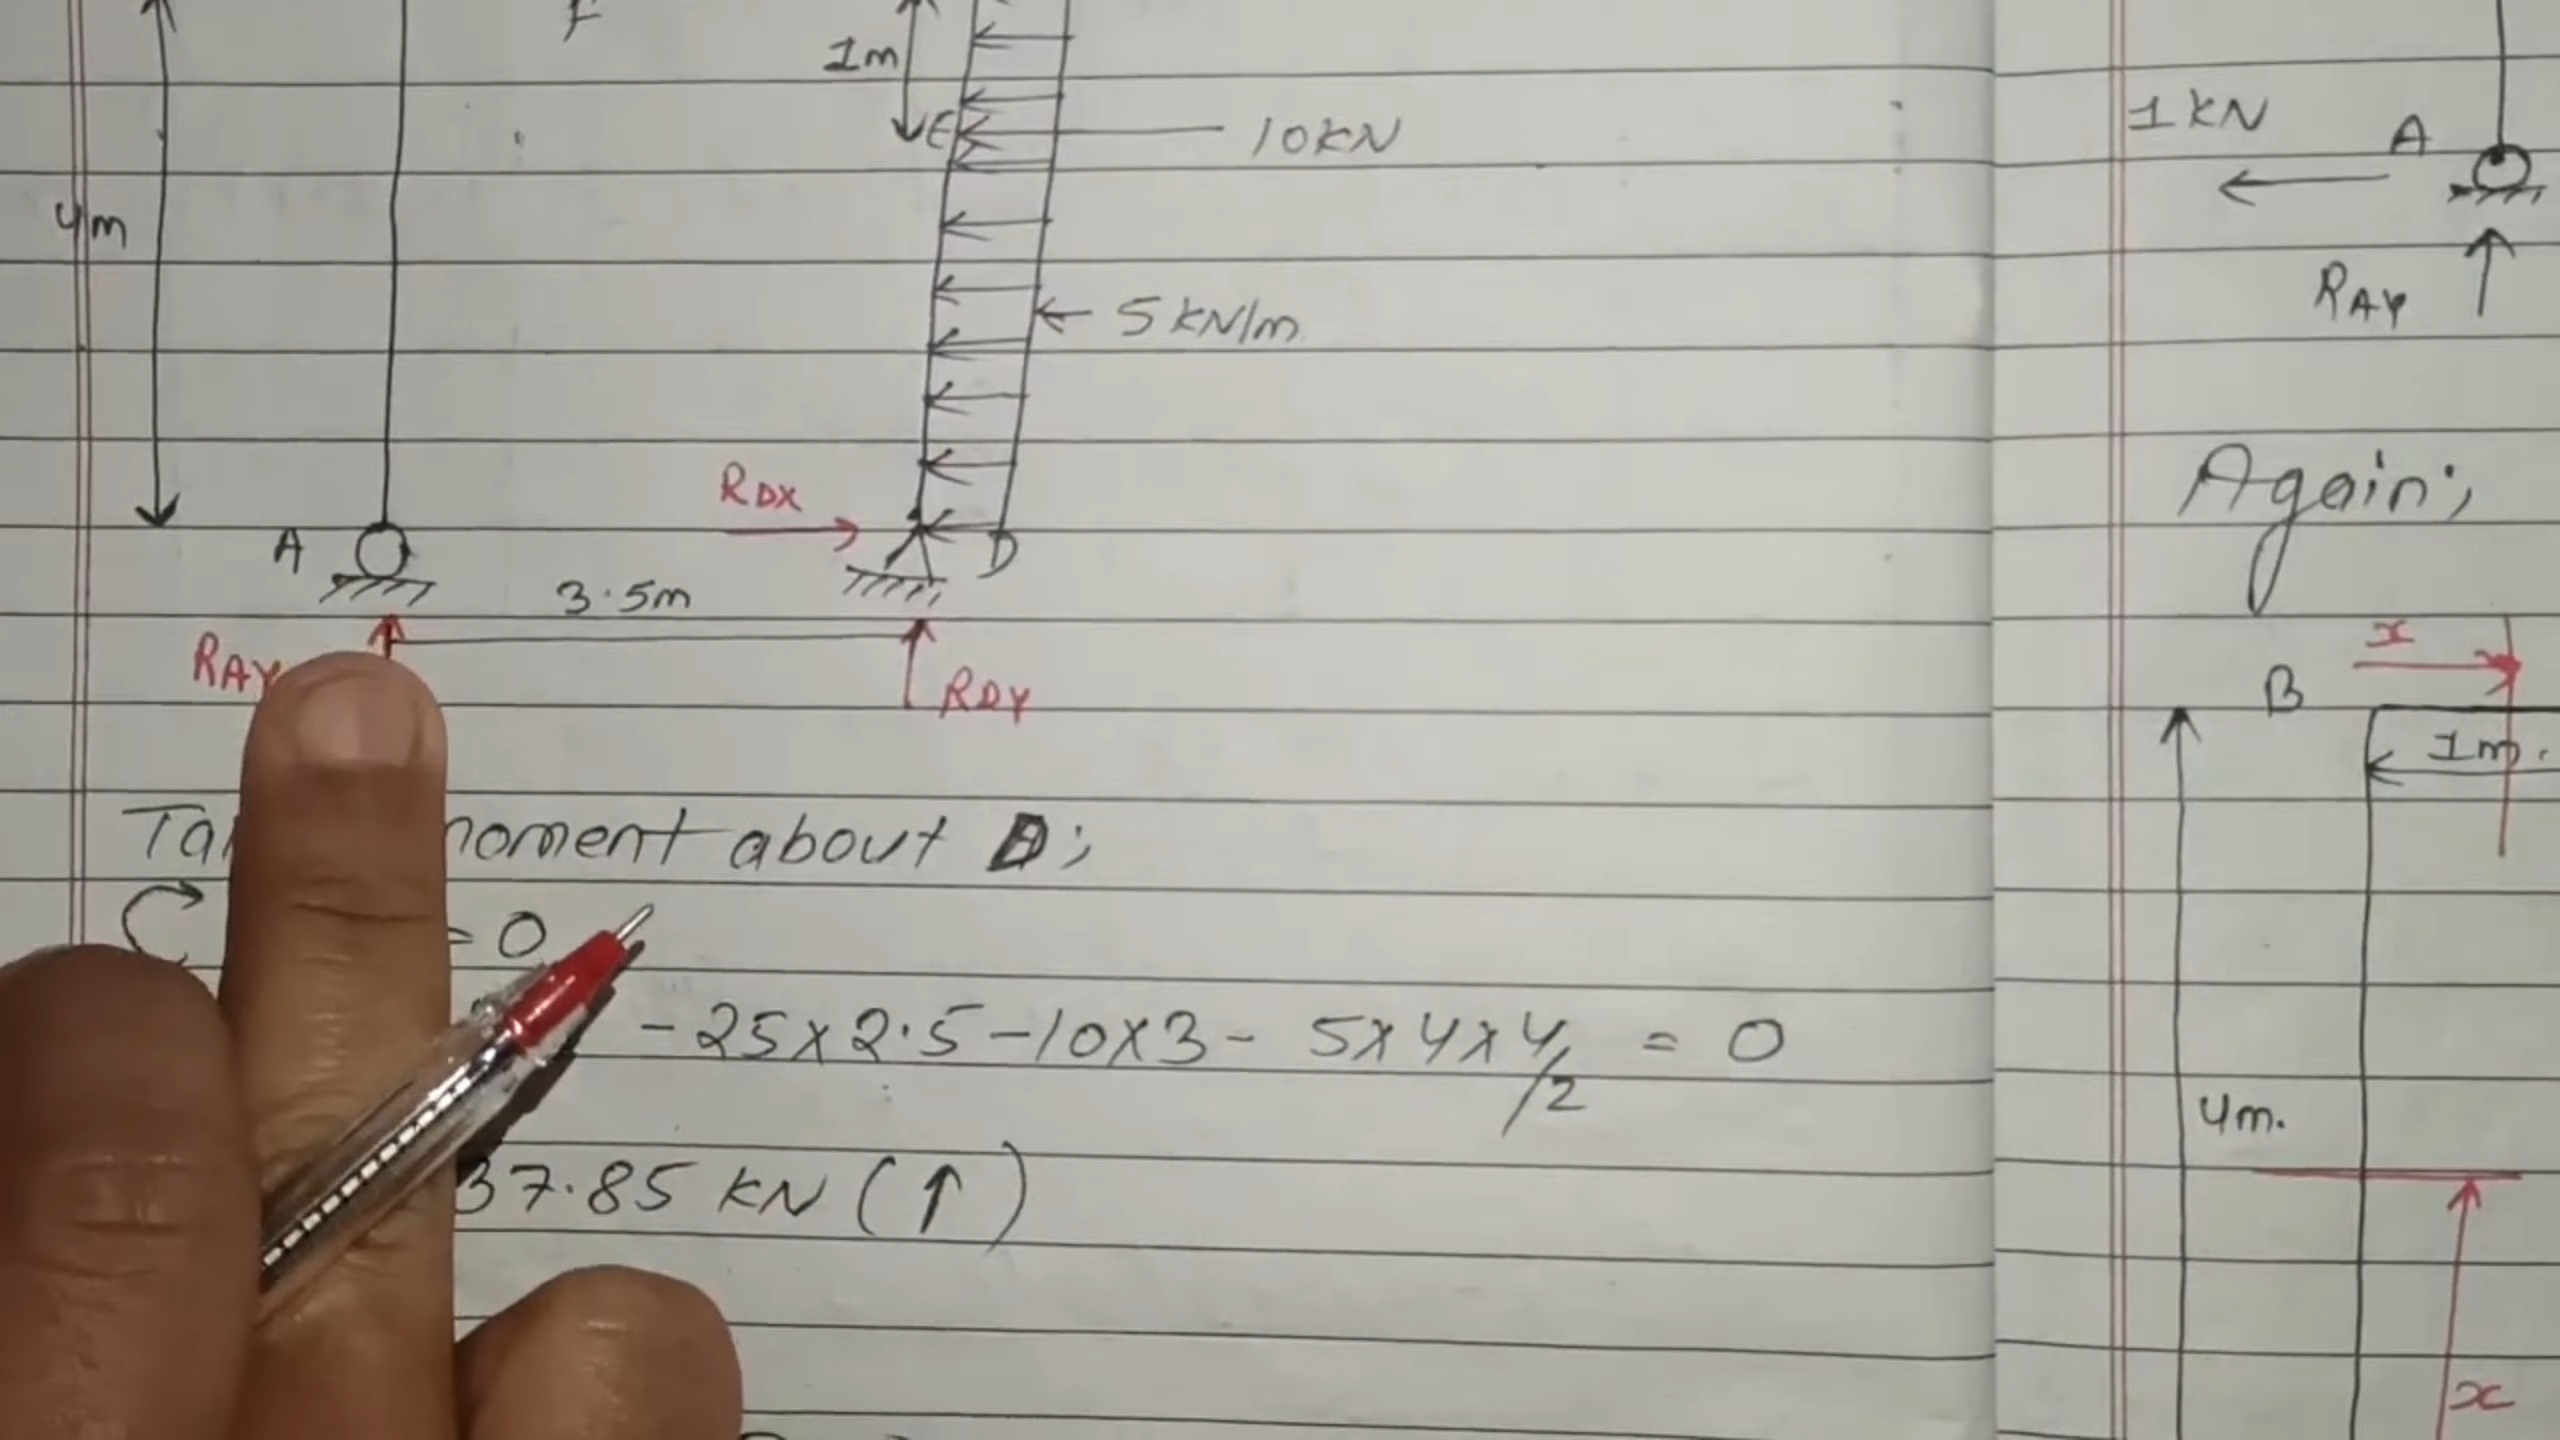 F
1m
E
10KN
4m
5KN/m
RDX
A
D
3.5m
RAY
RDY
moment about D;
= 0
-25x2.5-10x3- 5x4x4/2 = 0
37.85 KN (↑)
1KN
A
RAY
Again;
x
B
1m.
4m.
x